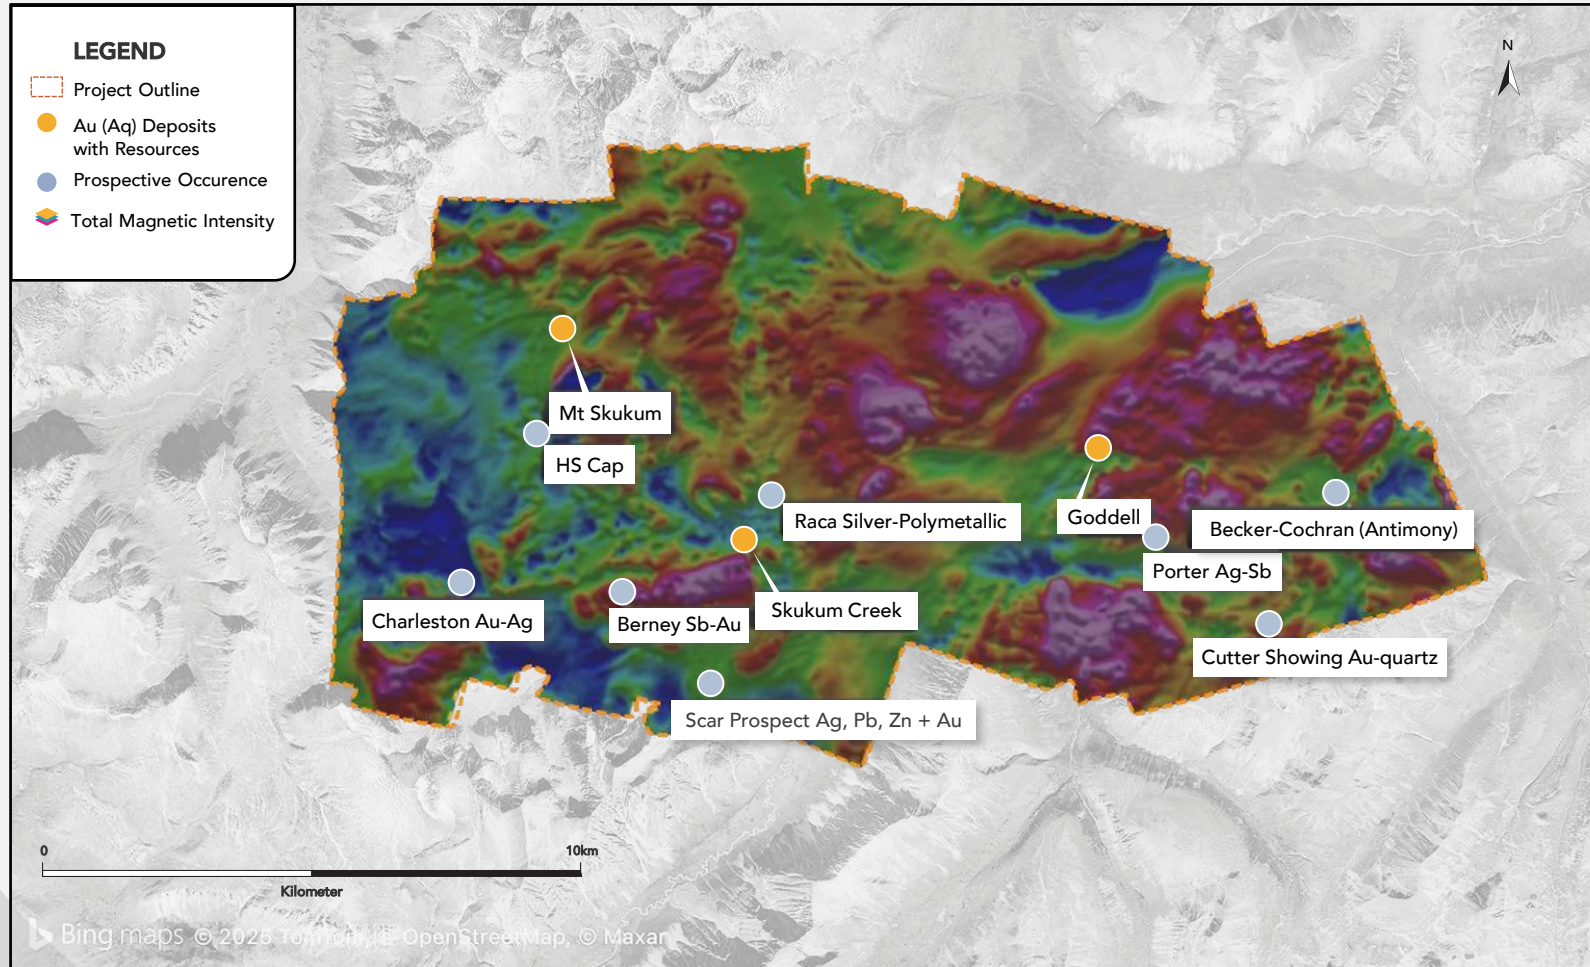 LEGEND
Project Outline
Au (Aq) Deposits
with Resources
Prospective Occurence
Total Magnetic Intensity
N
Mt Skukum
HS Cap
Raca Silver-Polymetallic
Goddell
Becker-Cochran (Antimony)
Porter Ag-Sb
Charleston Au-Ag
Berney Sb-Au
Skukum Creek
Cutter Showing Au-quartz
Scar Prospect Ag, Pb, Zn + Au
0
10km
Kilometer
Bing maps © 2025 TomTom, © OpenStreetMap, © Maxar